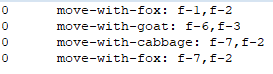 0 move-with-fox: f-1,f-2
0 move-with-goat: f-6,f-3
0 move-with-cabbage: f-7,f-2
0 move-with-fox: f-7,f-2